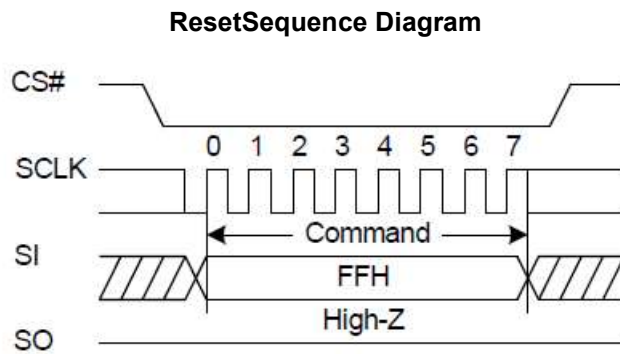 ResetSequence Diagram
CS#
0 1 2 3 4 5 6 7
SCLK
Command
SI
FFH
High-Z
SO